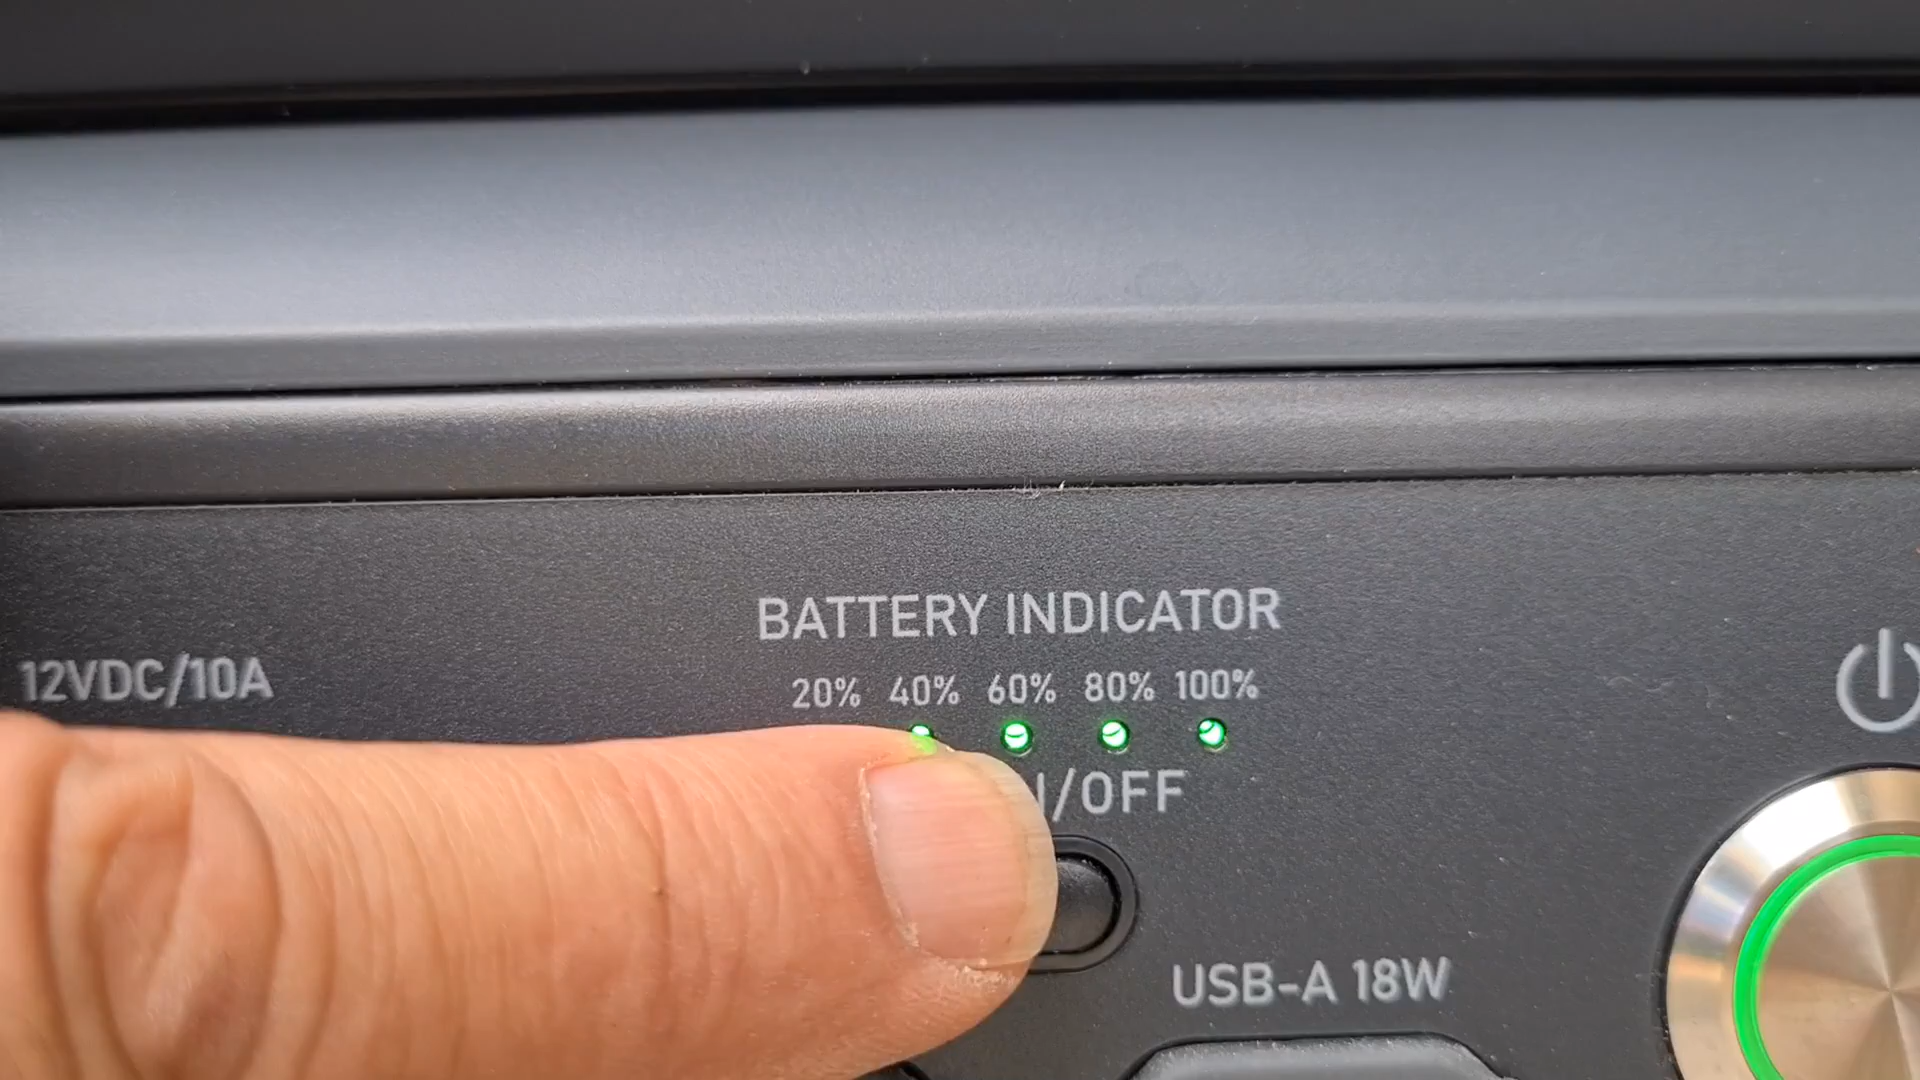 BATTERY INDICATOR
12VDC/10A
20% 40% 60% 80% 100%
/OFF
USB-A 18W